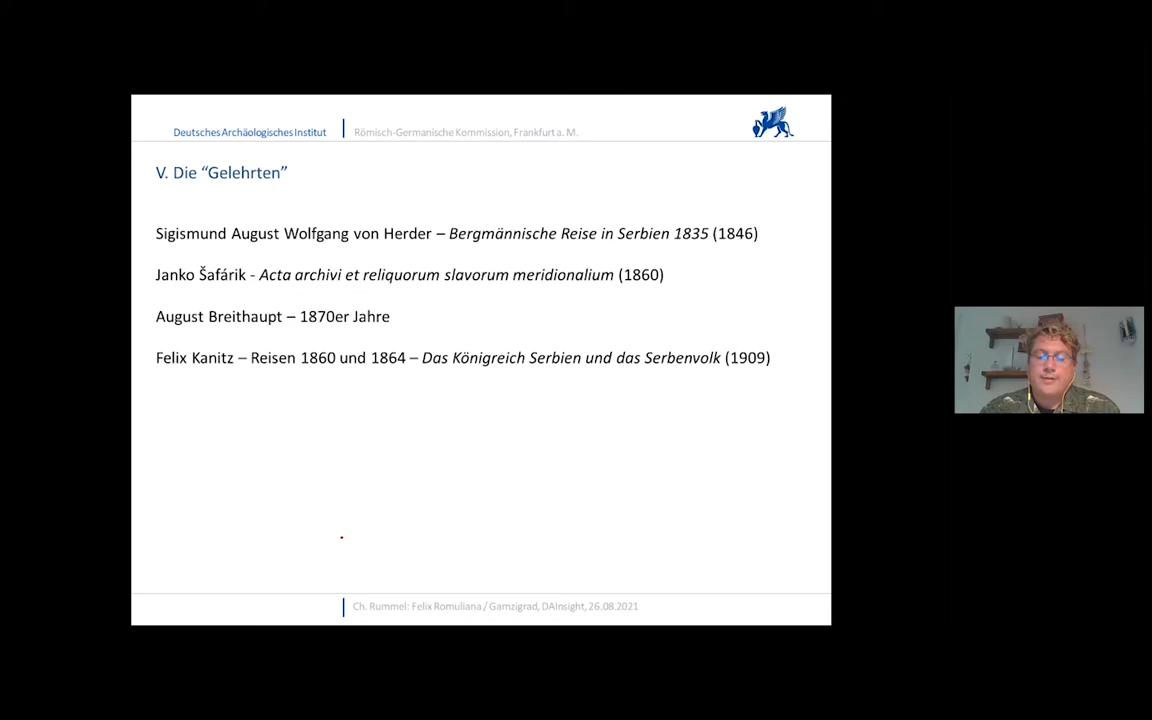 Deutsches Archäologisches Institut | Römisch-Germanische Kommission, Frankfurt a. M.
V. Die “Gelehrten”
Sigismund August Wolfgang von Herder – Bergmännische Reise in Serbien 1835 (1846)
Janko Šafárik - Acta archivi et reliquorum slavorum meridionalium (1860)
August Breithaupt – 1870er Jahre
Felix Kanitz – Reisen 1860 und 1864 – Das Königreich Serbien und das Serbenvolk (1909)
Ch. Rummel: Felix Romuliana / Gamzigrad, DAInsight, 26.08.2021